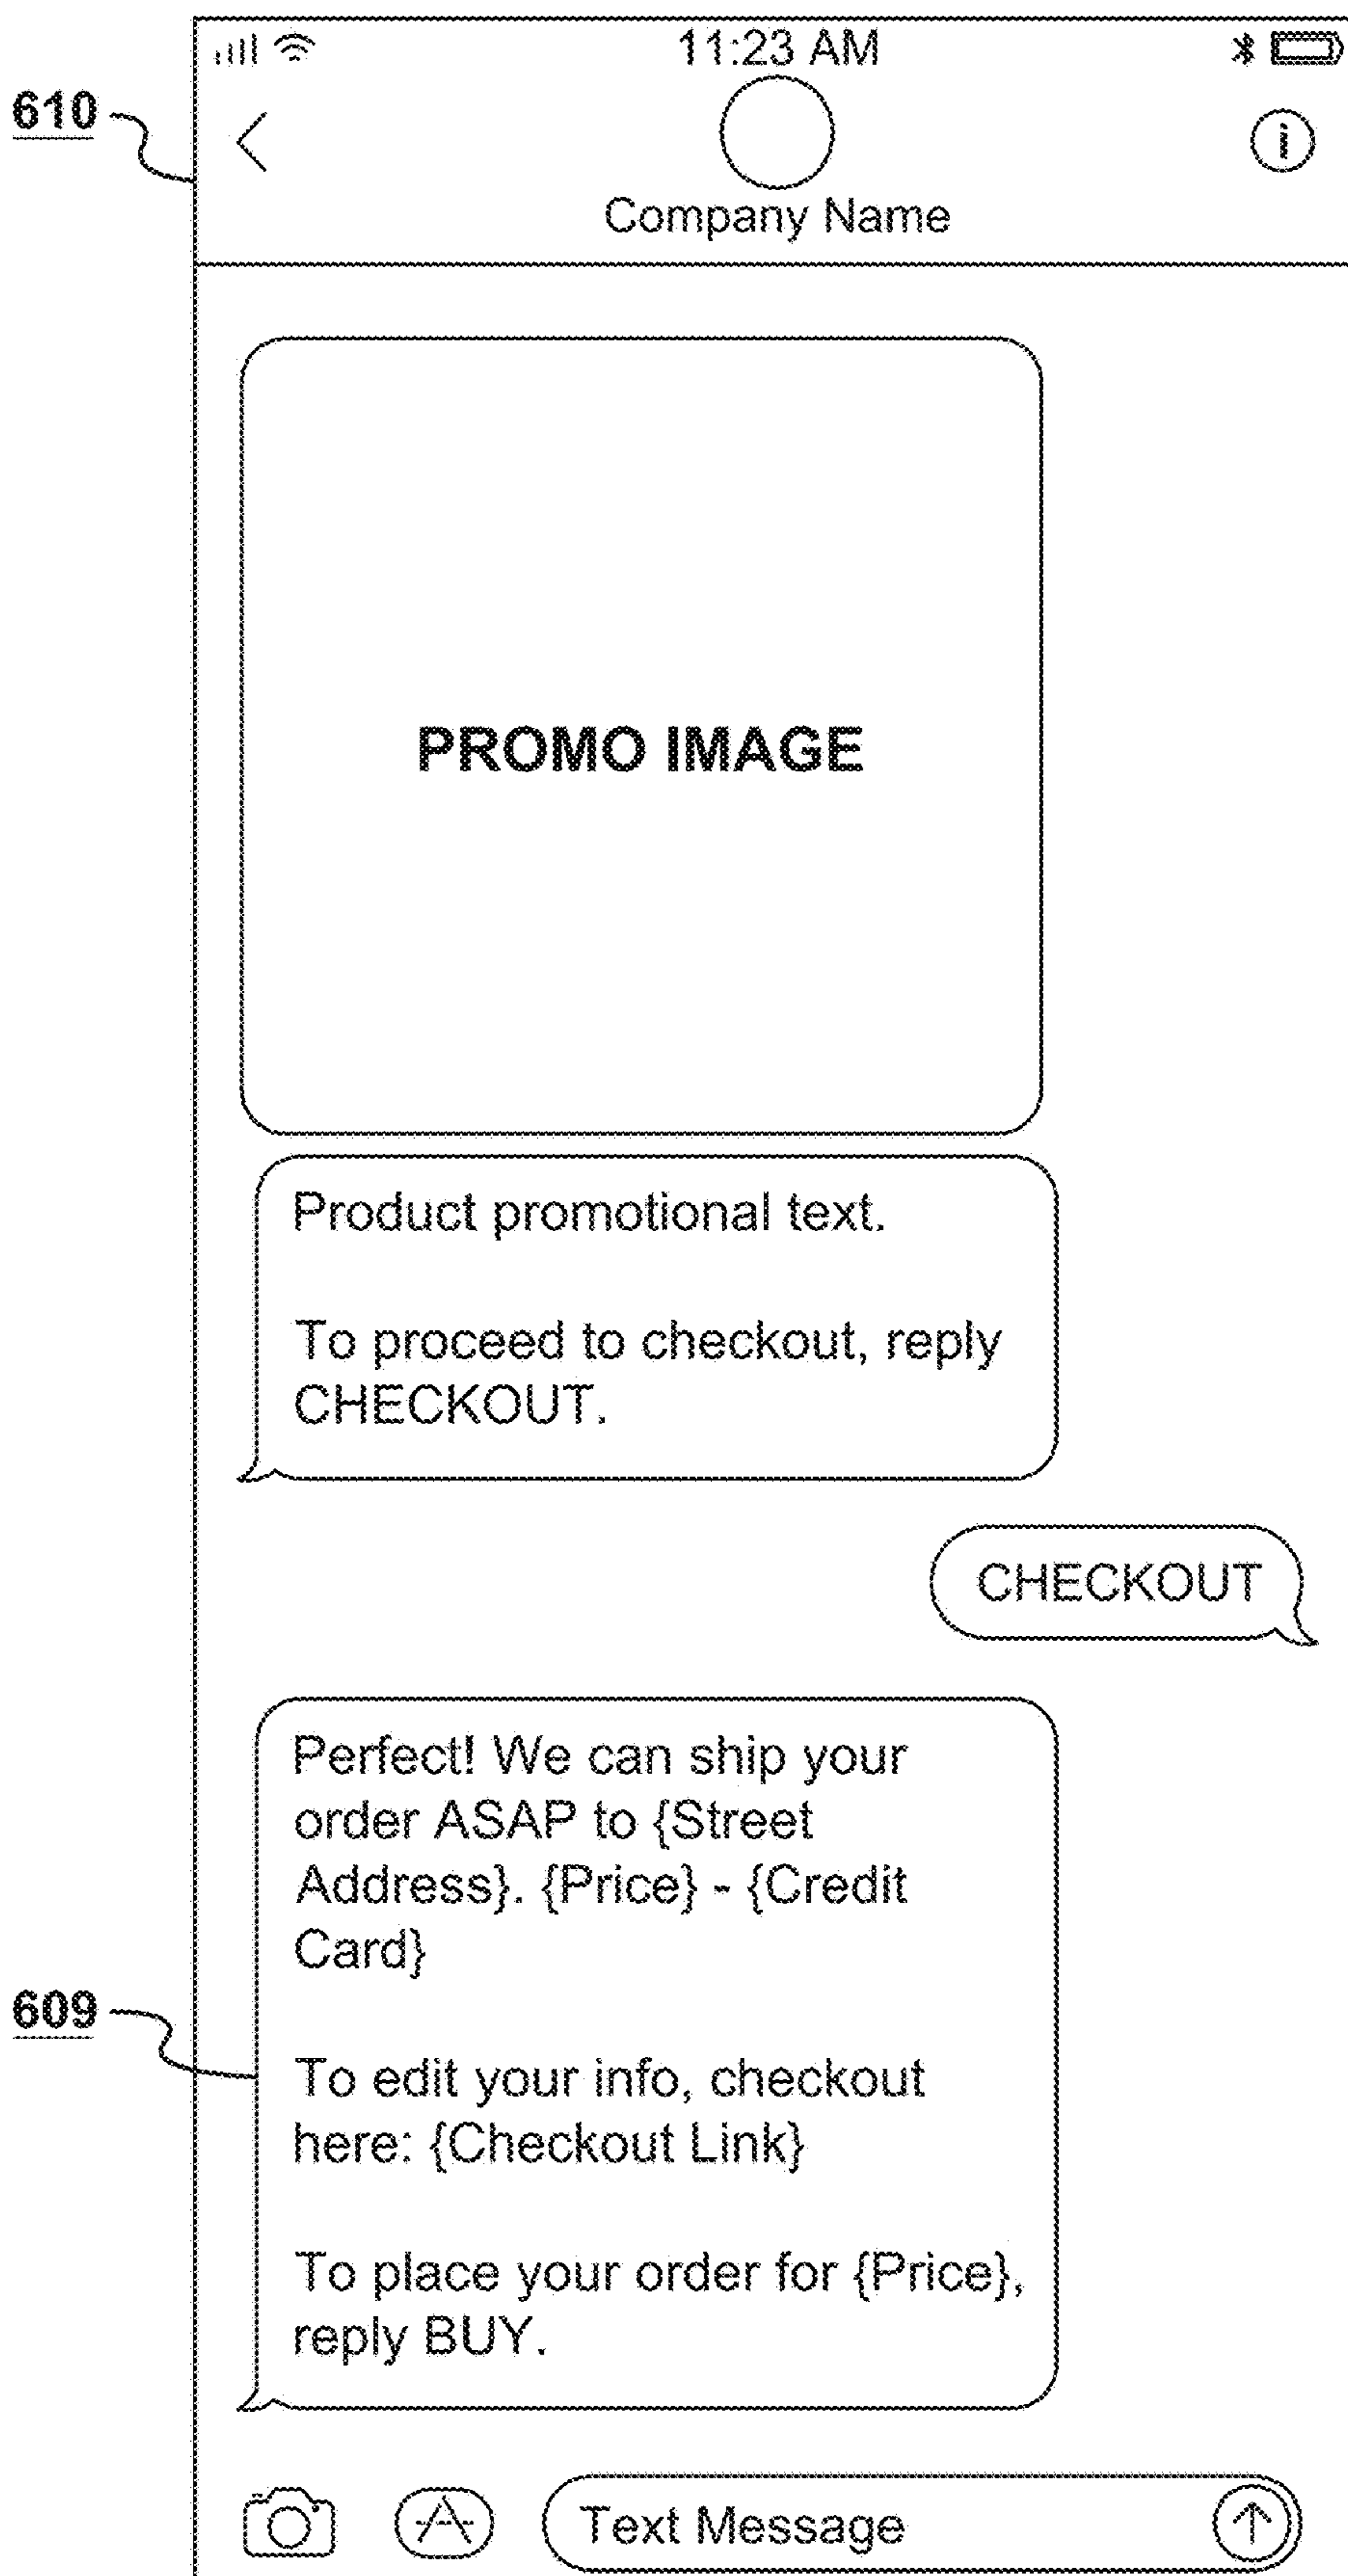 11:23 AM
610
i
Company Name
PROMO IMAGE
Product promotional text.
To proceed to checkout, reply
CHECKOUT.
CHECKOUT
Perfect! We can ship your
order ASAP to {Street
Address}. {Price} - {Credit
Card}
609
To edit your info, checkout
here: {Checkout Link}
To place your order for {Price},
reply BUY.
Text Message